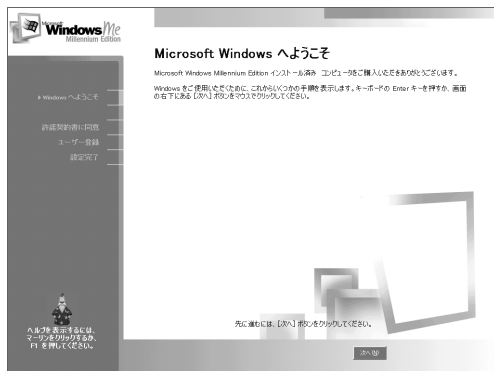 Microsoft
Windows Me
Millennium Edition
Microsoft Windows へようこそ
Microsoft Windows Millennium Edition インストール済み コンピュータをご購入いただきありがとうございます。
Windows をご使用いただくために、これからいくつかの手順を表示します。キーボードの Enter キーを押すか、画面
の右下にある [次へ] ボタンをマウスでクリックしてください。
Windows へようこそ
許諾契約書に同意
ユーザー登録
設定完了
先に進むには、[次へ] ボタンをクリックしてください。
ヘルプを表示するには、
マーリンをクリックするか、
F1 を押してください。
次へ(N)